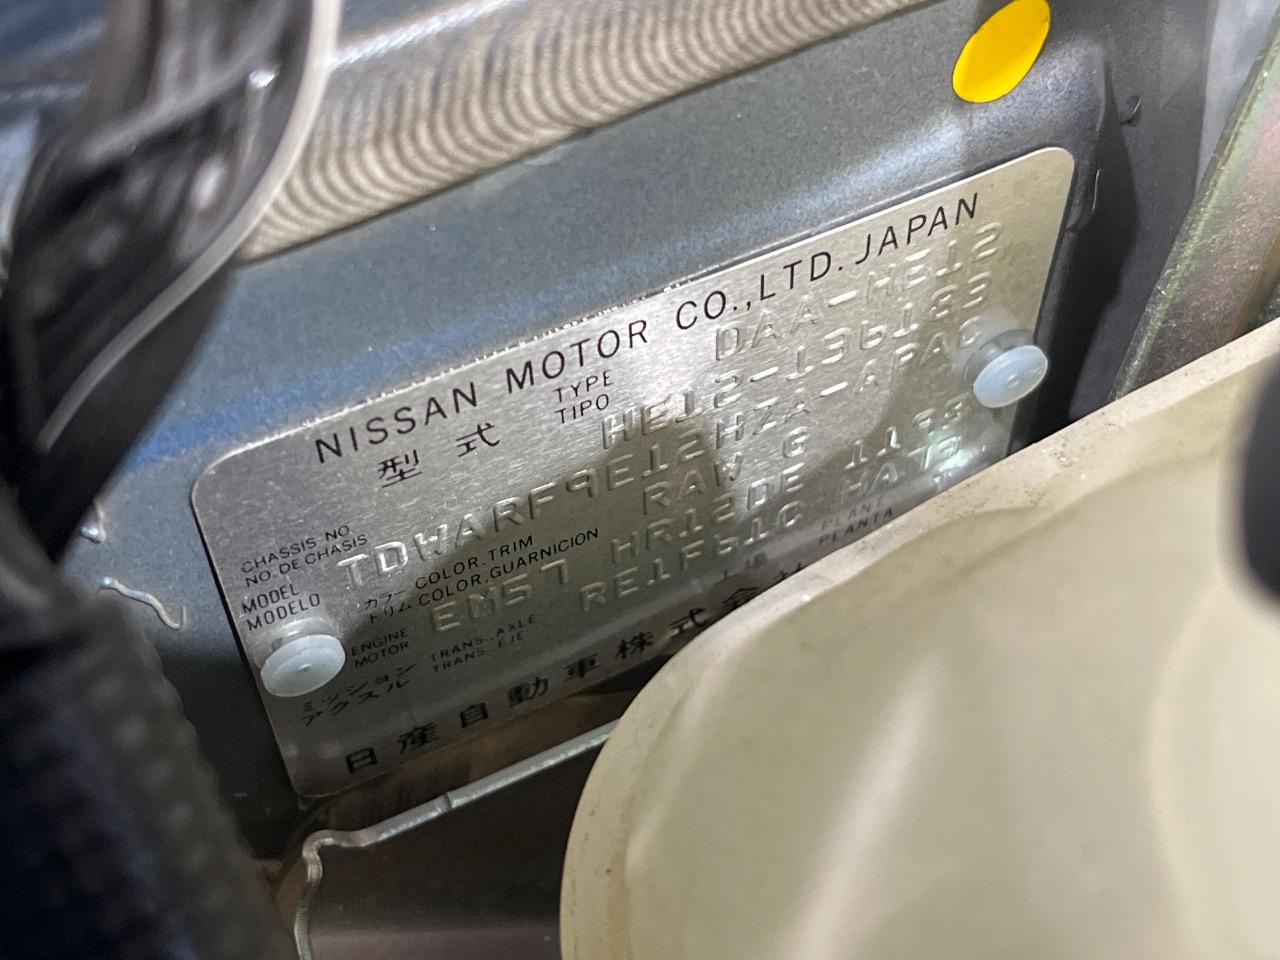 NISSAN MOTOR CO.,LTD. JAPAN
型式 TYPE TIPO DAA-HE12
CHASSIS NO. NO. DE CHASIS HE12-136183
MODEL MODELO TDWARF9E12HZA-APAC
カラー トリム COLOR,TRIM COLOR,GUARNICION RAW G
ENGINE MOTOR EM57 HR12DE 1198
ミッション アクスル TRANS.,AXLE TRANS.,EJE RE1F61C HA
工場 PLANT PLANTA
日産自動車株式会社